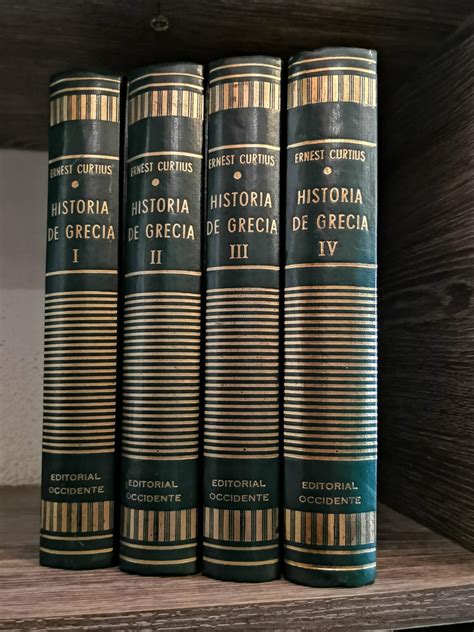 ERNEST CURTIUS
HISTORIA
DE GRECIA
I
EDITORIAL
OCCIDENTE
ERNEST CURTIUS
HISTORIA
DE GRECIA
II
EDITORIAL
OCCIDENTE
ERNEST CURTIUS
HISTORIA
DE GRECIA
III
EDITORIAL
OCCIDENTE
ERNEST CURTIUS
HISTORIA
DE GRECIA
IV
EDITORIAL
OCCIDENTE